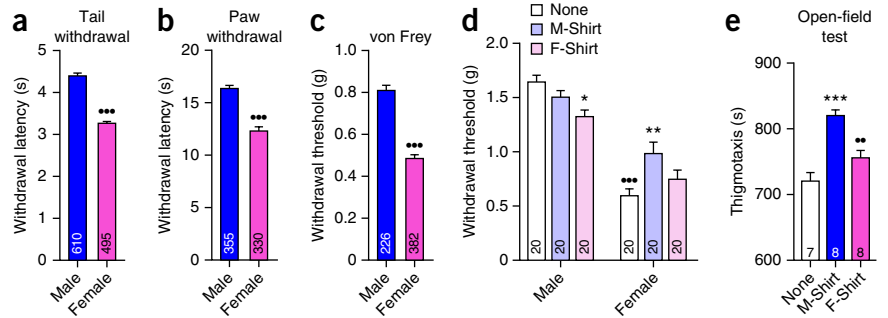 a
Tail
withdrawal
Withdrawal latency (s)
5
4
3
2
1
0
•••
610
495
Male
Female
b
Paw
withdrawal
Withdrawal latency (s)
20
15
10
5
0
•••
355
330
Male
Female
c
von Frey
Withdrawal threshold (g)
1.0
0.8
0.6
0.4
0.2
0
•••
226
382
Male
Female
d
None
M-Shirt
F-Shirt
Withdrawal threshold (g)
2.0
1.5
1.0
0.5
0
*
•••
**
20
20
20
20
20
20
Male
Female
e
Open-field
test
Thigmotaxis (s)
900
800
700
600
***
••
7
8
8
None
M-Shirt
F-Shirt